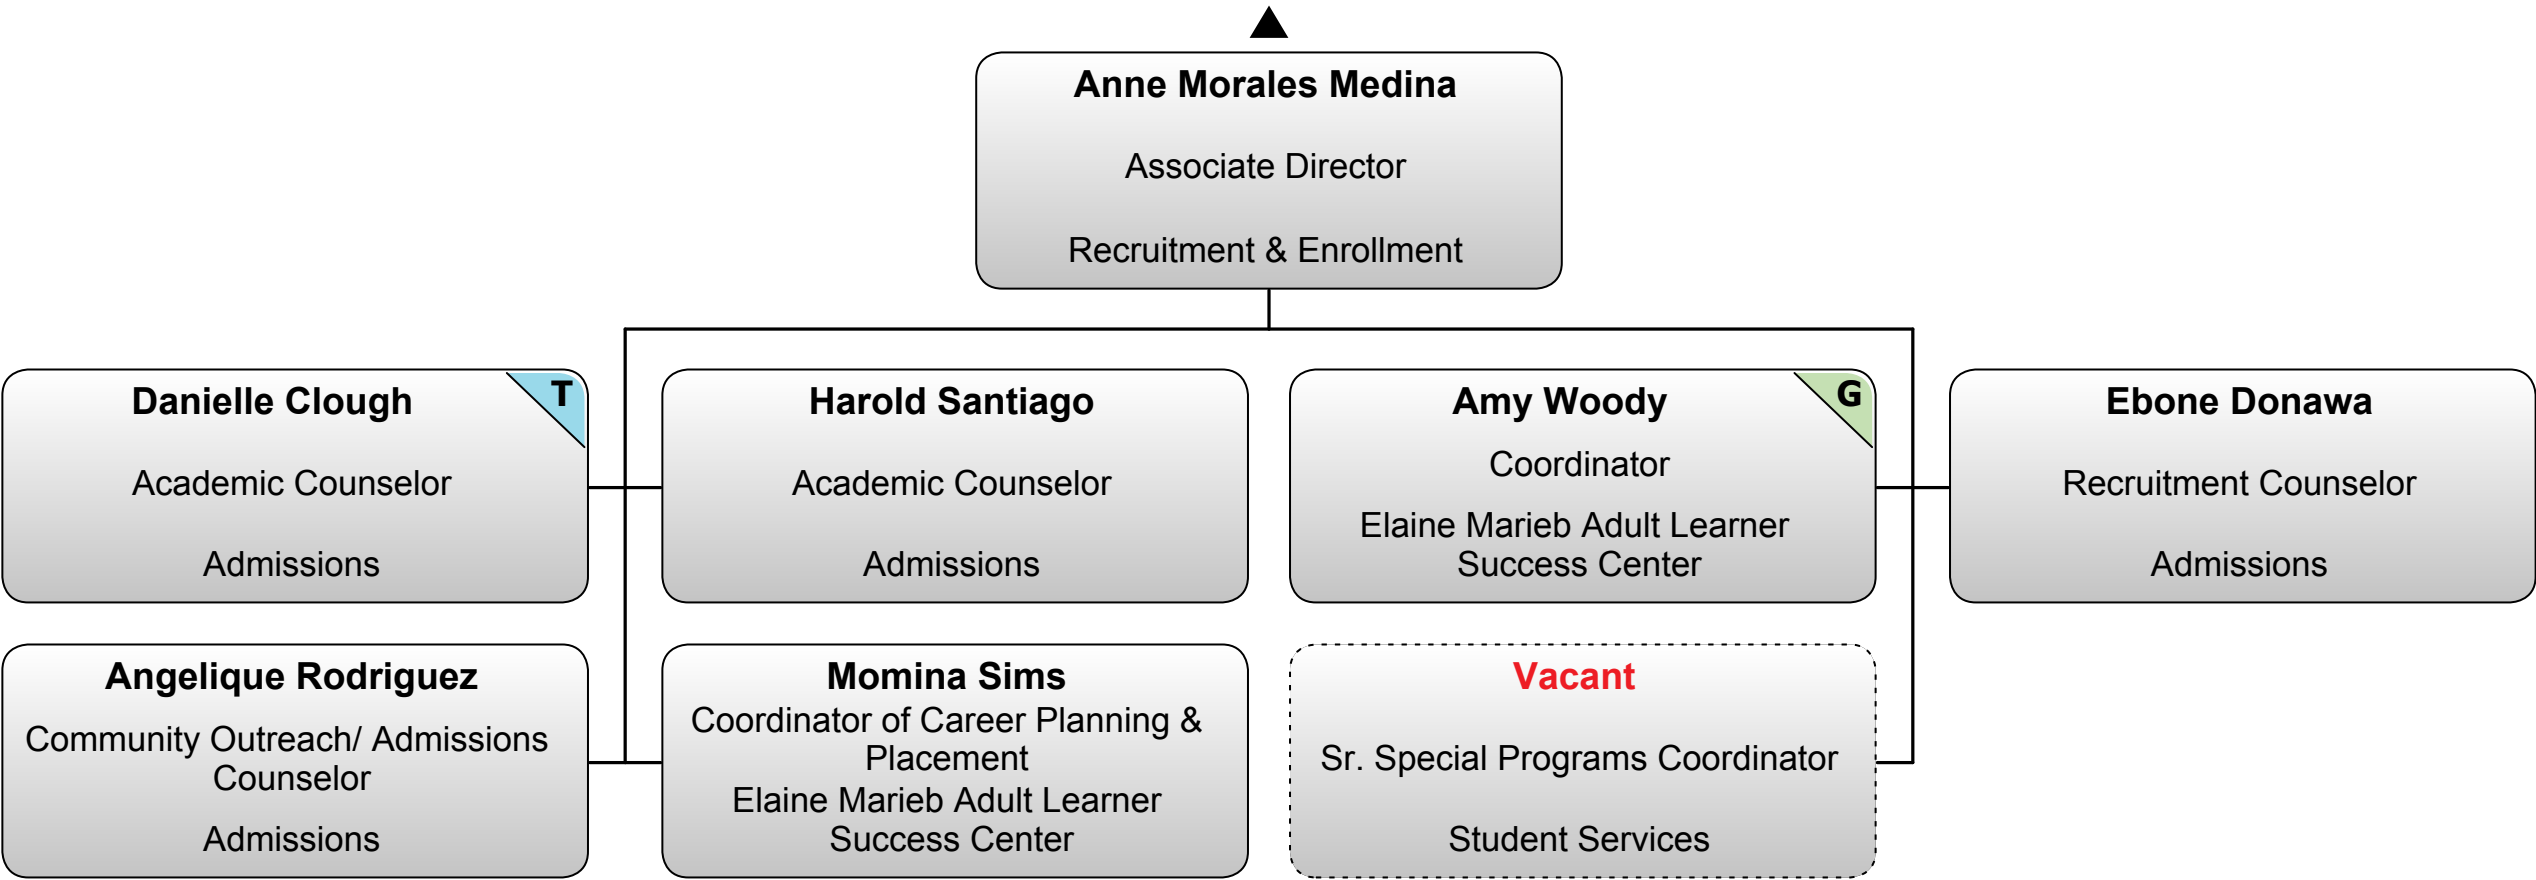 Anne Morales Medina
Associate Director
Recruitment & Enrollment
Danielle Clough
T
Academic Counselor
Admissions
Harold Santiago
Academic Counselor
Admissions
Amy Woody
G
Coordinator
Elaine Marieb Adult Learner
Success Center
Ebone Donawa
Recruitment Counselor
Admissions
Angelique Rodriguez
Community Outreach/ Admissions
Counselor
Admissions
Momina Sims
Coordinator of Career Planning &
Placement
Elaine Marieb Adult Learner
Success Center
Vacant
Sr. Special Programs Coordinator
Student Services